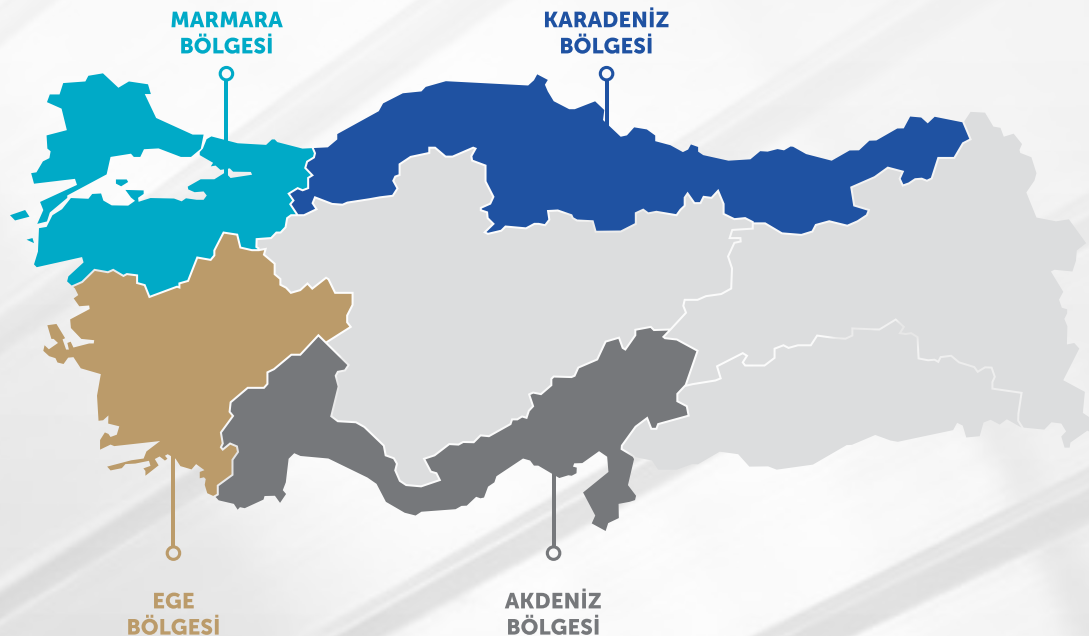 MARMARA
BÖLGESİ
KARADENİZ
BÖLGESİ
EGE
BÖLGESİ
AKDENİZ
BÖLGESİ